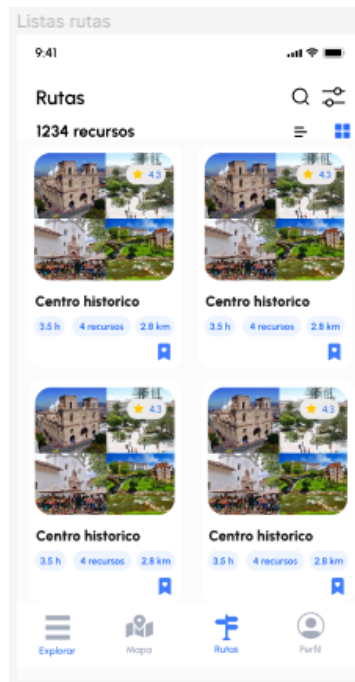 Listas rutas
9:41
Rutas
1234 recursos
4.3 4.3
Centro historico Centro historico
3.5 h 4 recursos 2.8 km 3.5 h 4 recursos 2.8 km
4.3 4.3
Centro historico Centro historico
3.5 h 4 recursos 2.8 km 3.5 h 4 recursos 2.8 km
Explorar Mapa Rutas Perfil